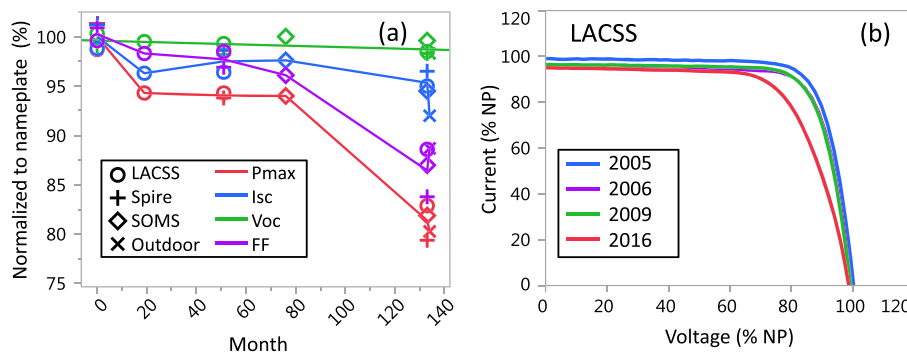 (a)
Normalized to nameplate (%)
100
95
90
85
80
75
LACSS
Spire
SOMS
Outdoor
Pmax
Isc
Voc
FF
0
20
40
60
80
100
120
140
Month
LACSS
(b)
Current (% NP)
120
100
80
60
40
20
0
2005
2006
2009
2016
0
20
40
60
80
100
120
Voltage (% NP)